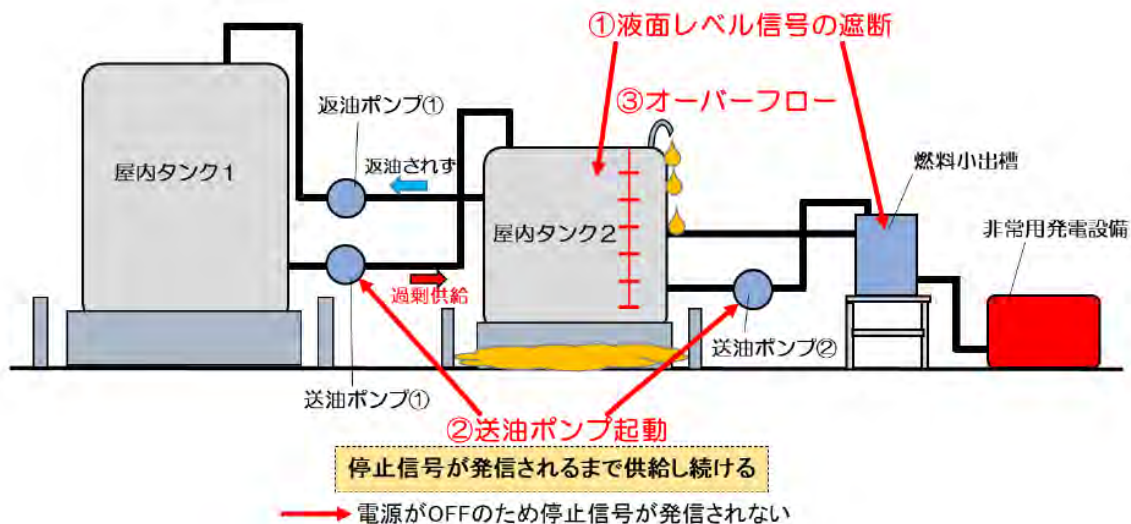 ①液面レベル信号の遮断
返油ポンプ①
③オーバーフロー
屋内タンク1
返油されず
燃料小出槽
屋内タンク2
非常用発電設備
過剰供給
送油ポンプ②
送油ポンプ①
②送油ポンプ起動
停止信号が発信されるまで供給し続ける
電源がOFFのため停止信号が発信されない